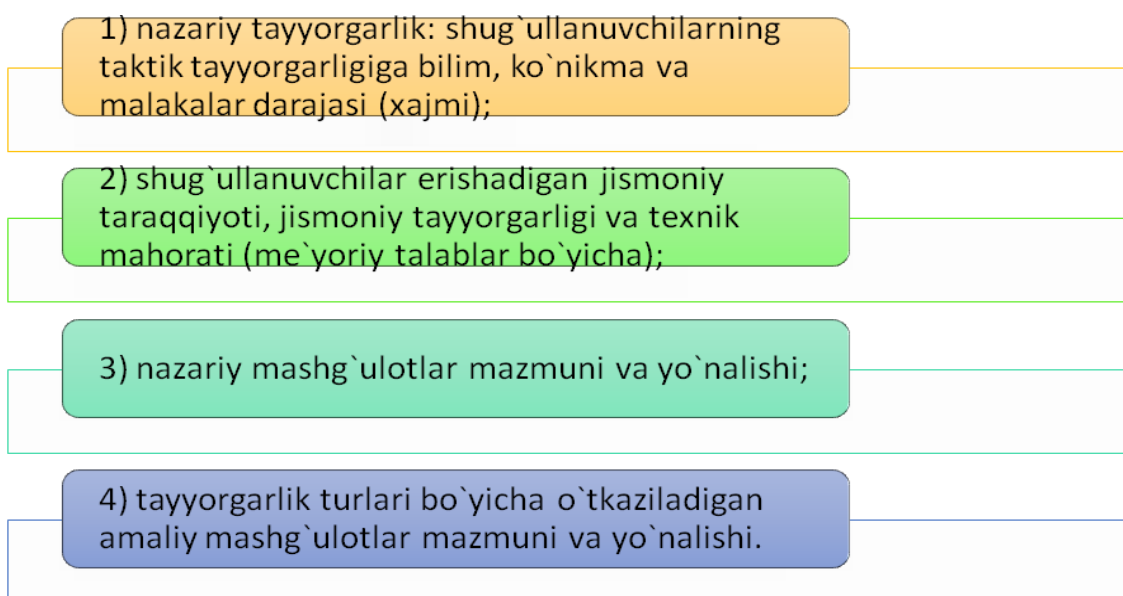 1) nazariy tayyorgarlik: shug`ullanuvchilarning
taktik tayyorgarligiga bilim, ko`nikma va
malakalar darajasi (xajmi);
2) shug`ullanuvchilar erishadigan jismoniy
taraqqiyoti, jismoniy tayyorgarligi va texnik
mahorati (me`yoriy talablar bo`yicha);
3) nazariy mashg`ulotlar mazmuni va yo`nalishi;
4) tayyorgarlik turlari bo`yicha o`tkaziladigan
amaliy mashg`ulotlar mazmuni va yo`nalishi.